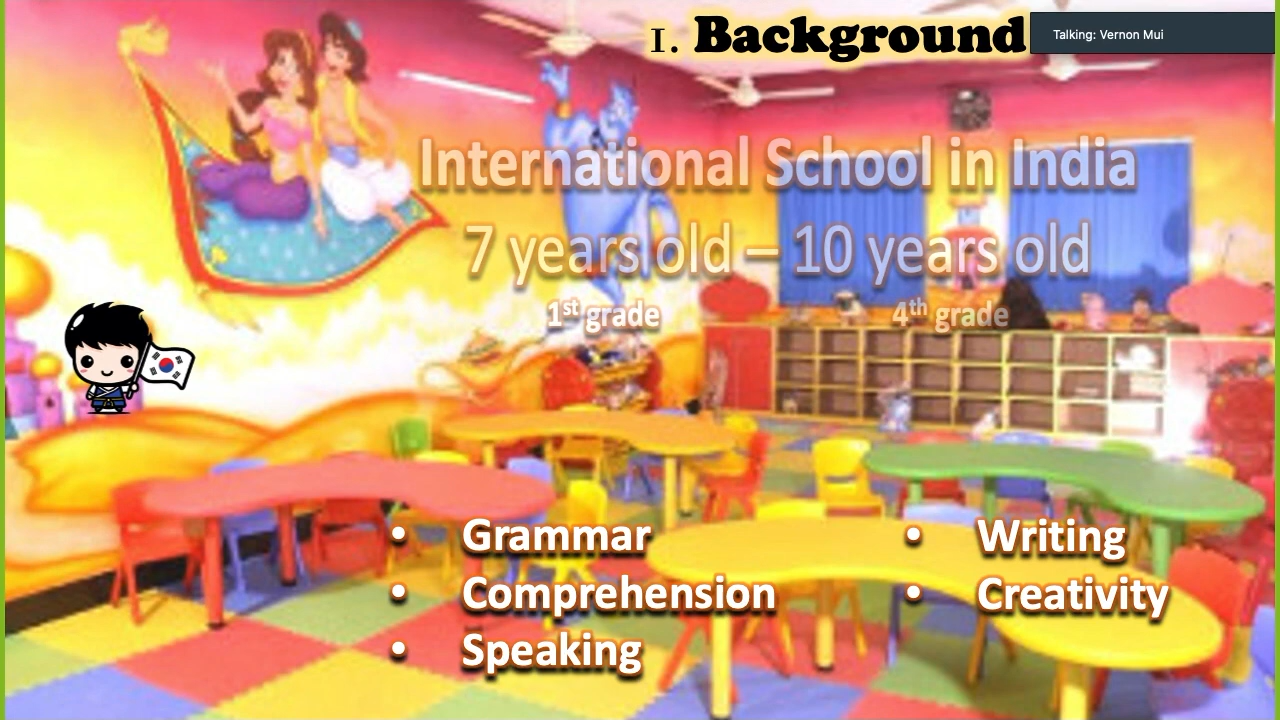 I. Background
Talking: Vernon Mui
International School in India
7 years old – 10 years old
1st grade
4th grade
• Grammar
• Comprehension
• Speaking
• Writing
• Creativity